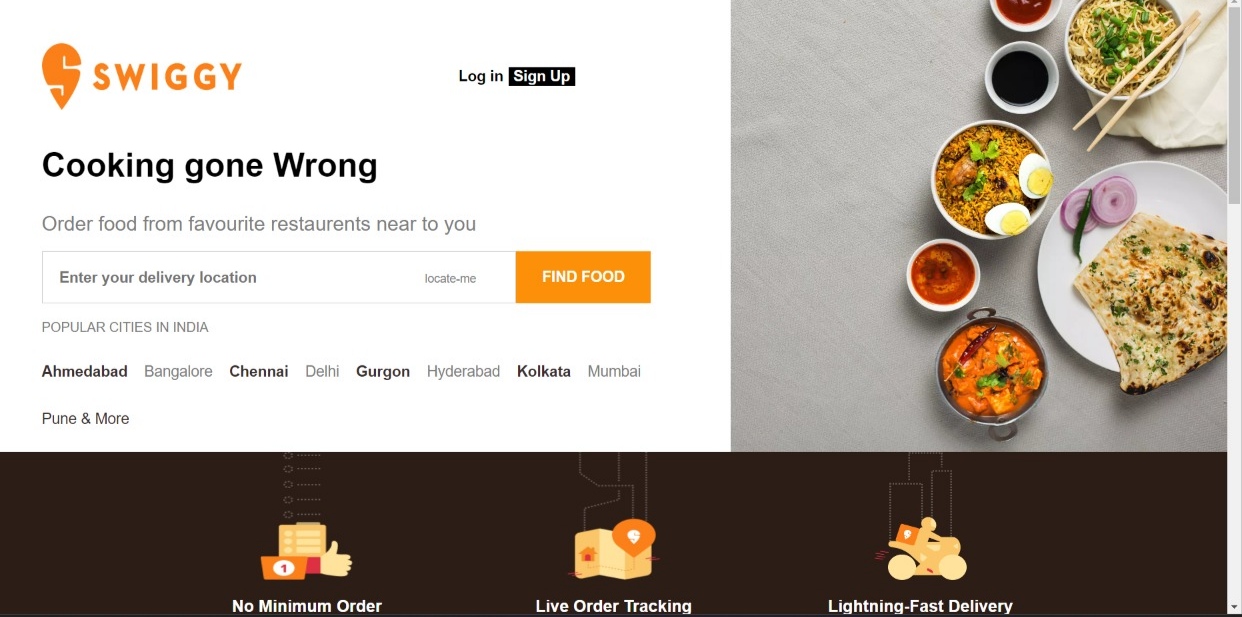 SWIGGY
Log in Sign Up
Cooking gone Wrong
Order food from favourite restaurents near to you
Enter your delivery location locate-me FIND FOOD
POPULAR CITIES IN INDIA
Ahmedabad Bangalore Chennai Delhi Gurgon Hyderabad Kolkata Mumbai
Pune & More
1
No Minimum Order Live Order Tracking Lightning-Fast Delivery